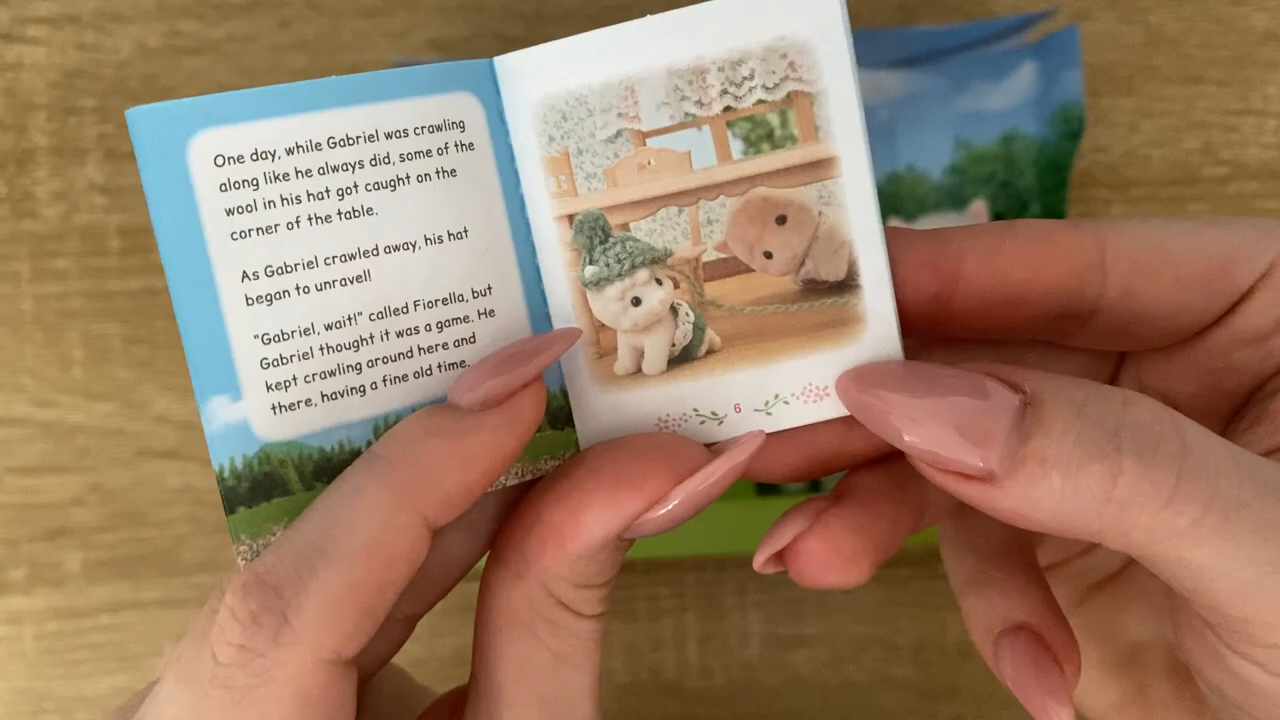 One day, while Gabriel was crawling
along like he always did, some of the
wool in his hat got caught on the
corner of the table.
As Gabriel crawled away, his hat
began to unravel!
"Gabriel, wait!" called Fiorella, but
Gabriel thought it was a game. He
kept crawling around here and
there, having a fine old time.
6